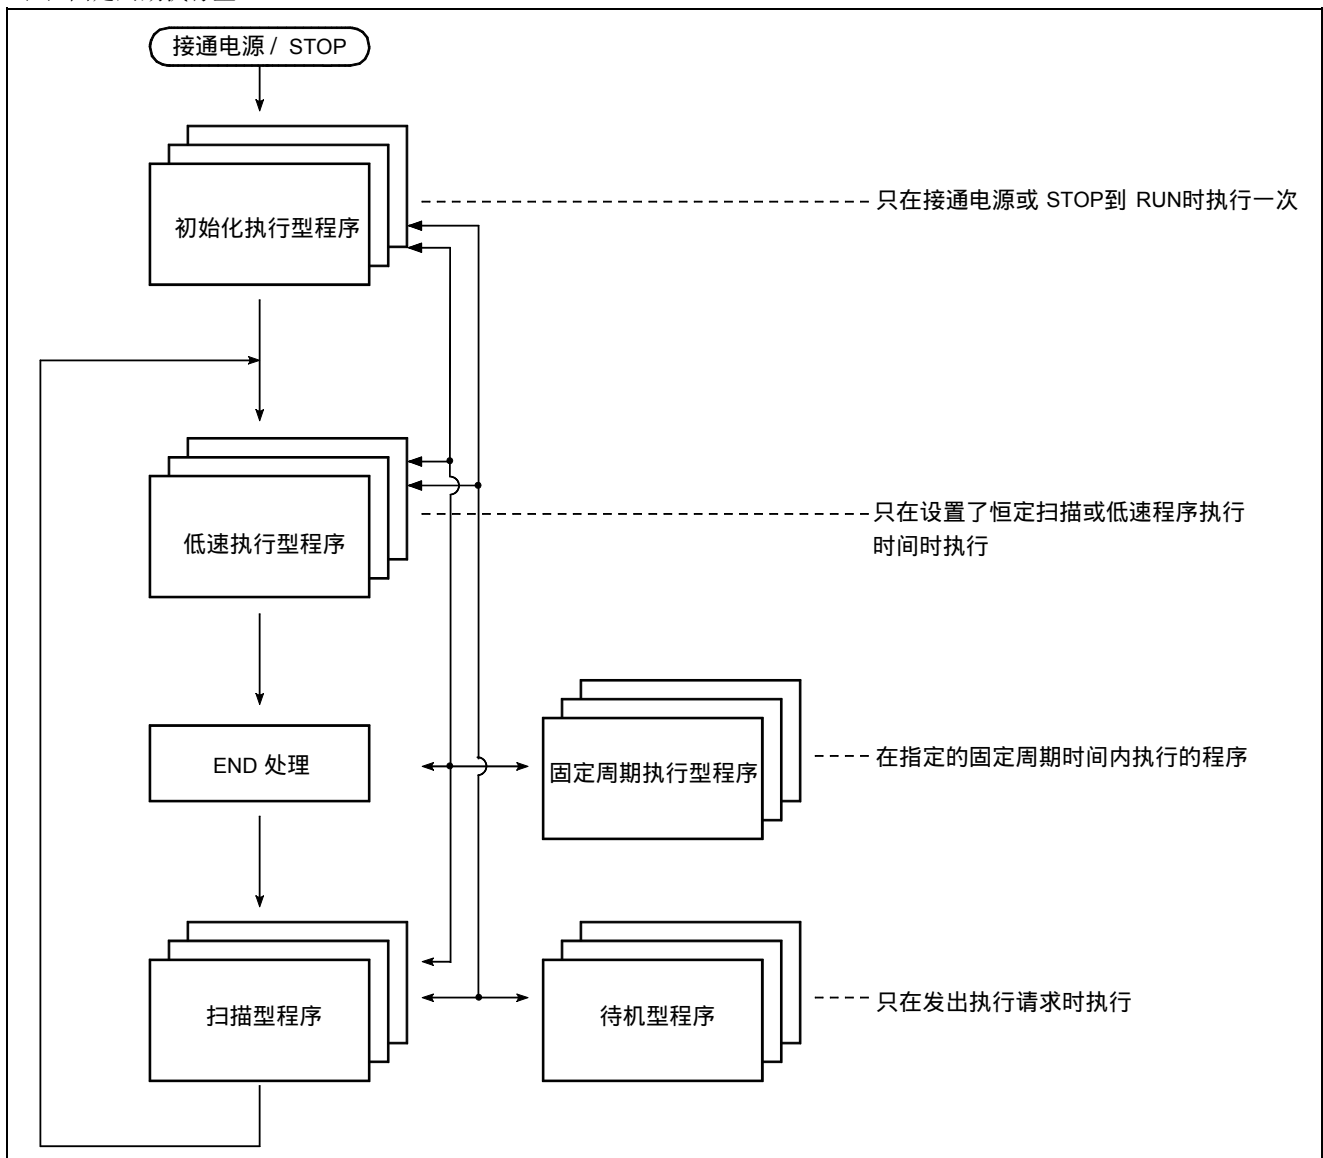 接通电源 / STOP
初始化执行型程序
只在接通电源或 STOP到 RUN时执行一次
低速执行型程序
只在设置了恒定扫描或低速程序执行
时间时执行
END 处理
固定周期执行型程序
在指定的固定周期时间内执行的程序
扫描型程序
待机型程序
只在发出执行请求时执行